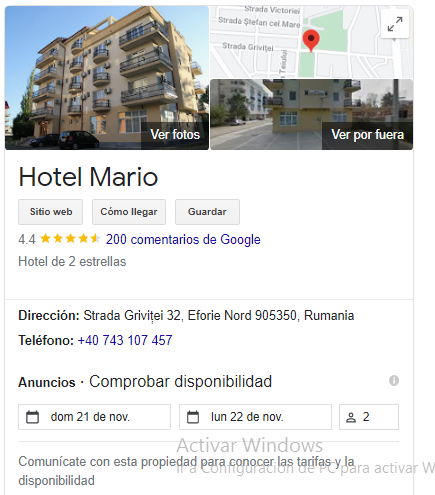 Strada Victoriei
Strada Ștefan cel Mare
Strada Griviței
Teiului
Ver fotos
Ver por fuera
Hotel Mario
Sitio web
Cómo llegar
Guardar
4.4
200 comentarios de Google
Hotel de 2 estrellas
Dirección: Strada Griviței 32, Eforie Nord 905350, Rumania
Teléfono: +40 743 107 457
Anuncios · Comprobar disponibilidad
dom 21 de nov.
lun 22 de nov.
2
Activar Windows
Ir a Configuración de PC para activar W
Comunícate con esta propiedad para conocer las tarifas y la
disponibilidad